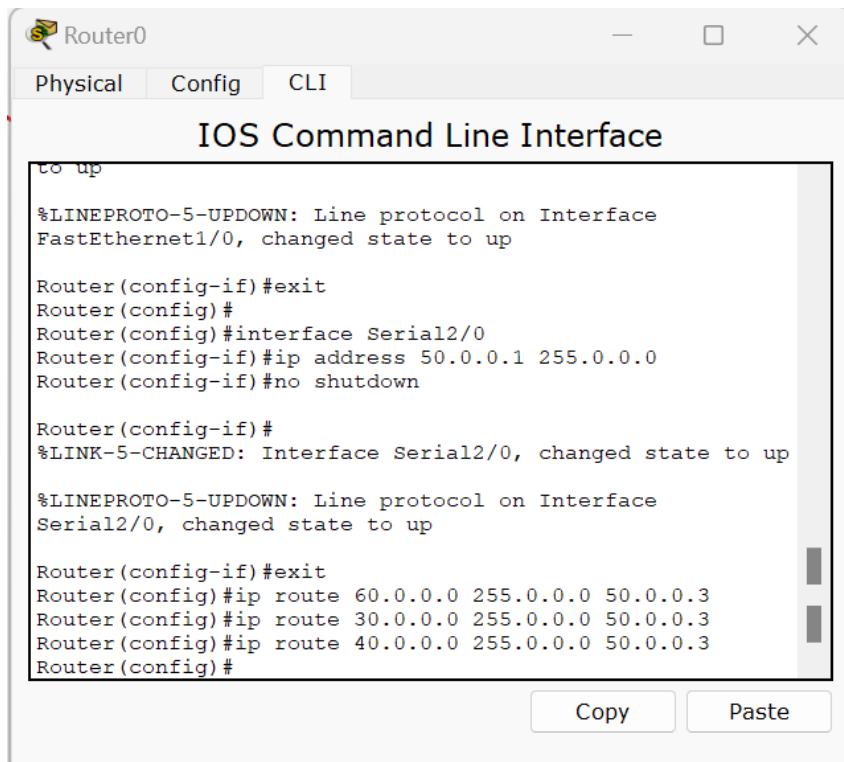 Router0
Physical Config CLI
IOS Command Line Interface
to up
%LINEPROTO-5-UPDOWN: Line protocol on Interface
FastEthernet1/0, changed state to up
Router(config-if)#exit
Router(config)#
Router(config)#interface Serial2/0
Router(config-if)#ip address 50.0.0.1 255.0.0.0
Router(config-if)#no shutdown
Router(config-if)#
%LINK-5-CHANGED: Interface Serial2/0, changed state to up
%LINEPROTO-5-UPDOWN: Line protocol on Interface
Serial2/0, changed state to up
Router(config-if)#exit
Router(config)#ip route 60.0.0.0 255.0.0.0 50.0.0.3
Router(config)#ip route 30.0.0.0 255.0.0.0 50.0.0.3
Router(config)#ip route 40.0.0.0 255.0.0.0 50.0.0.3
Router(config)#
Copy Paste